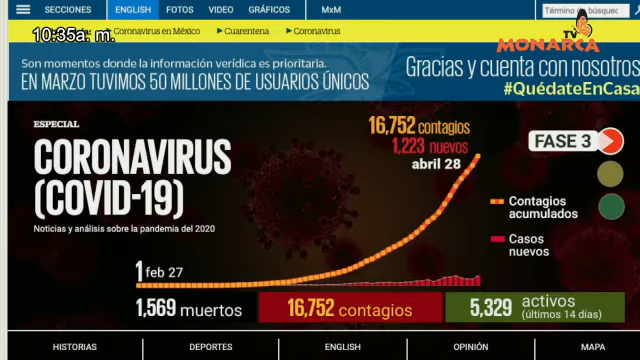 SECCIONES
ENGLISH
FOTOS
VIDEO
GRÁFICOS
MxM
Término de búsquec
10:35a. m.
Coronavirus en México
Cuarentena
Coronavirus
TV
MONARCA
Son momentos donde la información verídica es prioritaria.
EN MARZO TUVIMOS 50 MILLONES DE USUARIOS ÚNICOS
Gracias y cuenta con nosotros
#QuédateEnCasa
ESPECIAL
CORONAVIRUS
(COVID-19)
Noticias y análisis sobre la pandemia del 2020
16,752 contagios
1,223 nuevos
abril 28
FASE 3
Contagios
acumulados
Casos
nuevos
1 feb 27
1,569 muertos
16,752 contagios
5,329 activos
(últimos 14 días)
HISTORIAS
DEPORTES
ENGLISH
OPINIÓN
MAPA